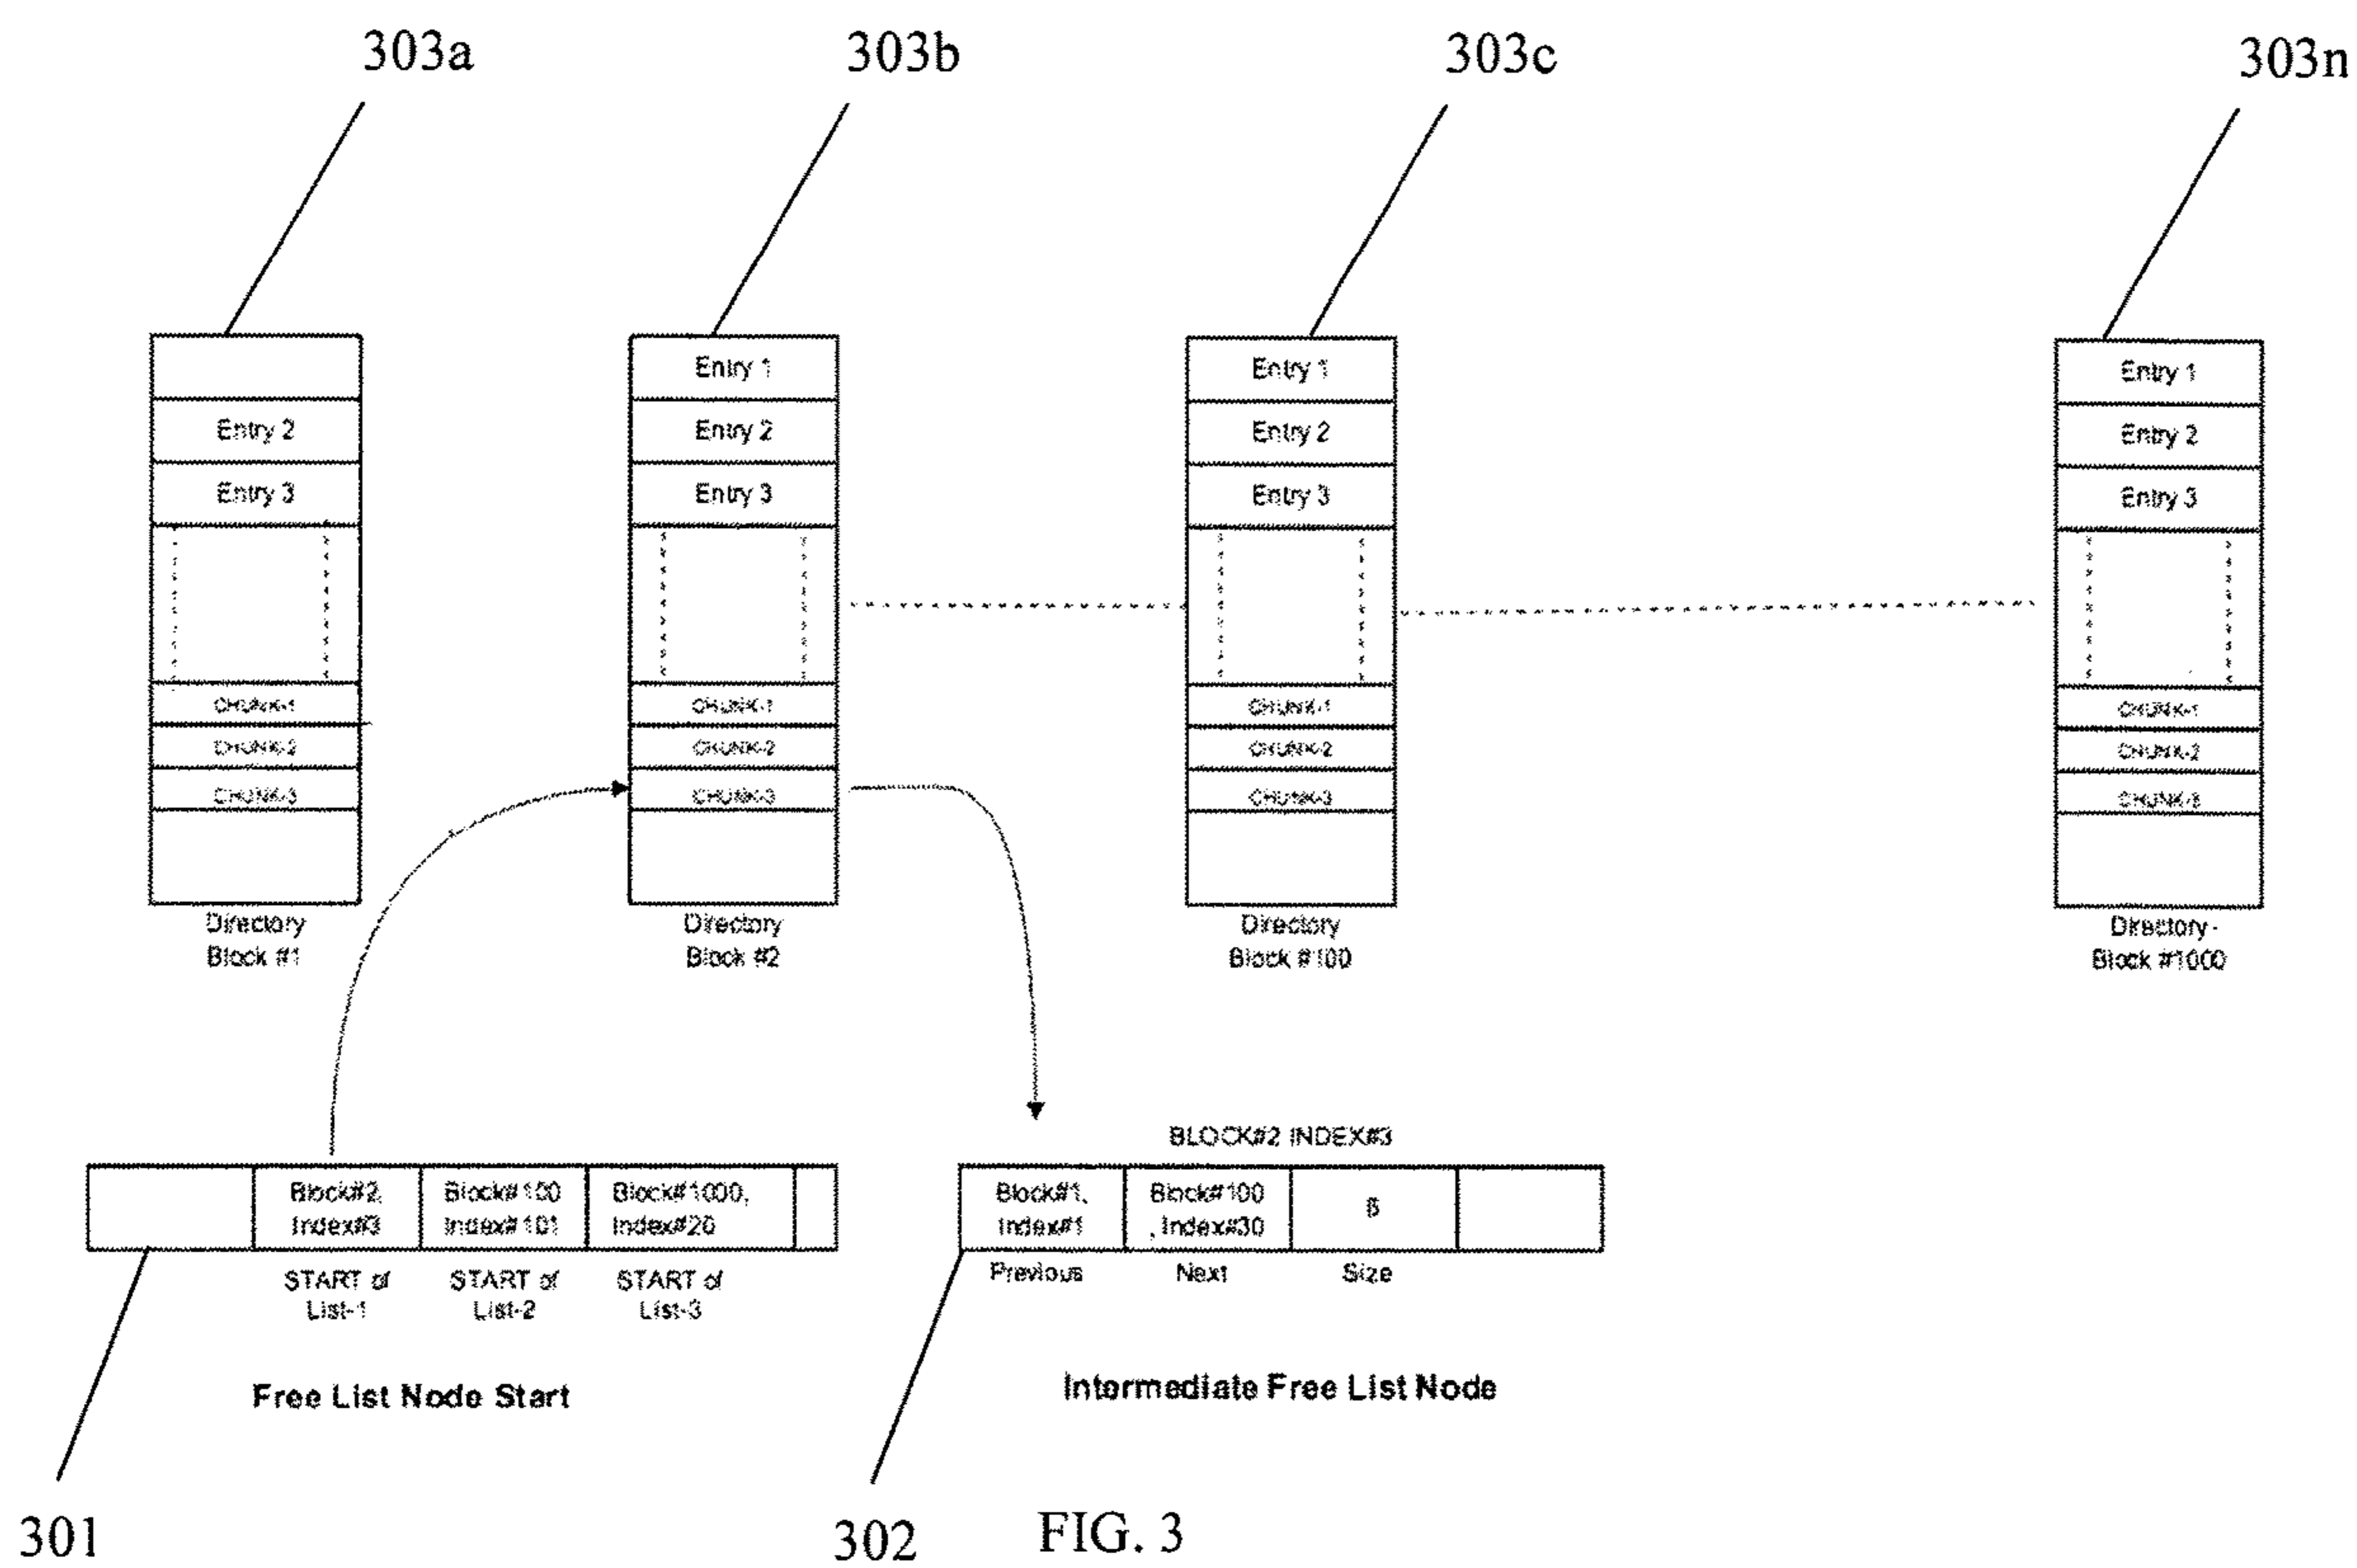 303a
303b
303c
303n
Entry 2
Entry 3
CHUNK-1
CHUNK-2
CHUNK-3
Directory
Block #1
Entry 1
Entry 2
Entry 3
CHUNK-1
CHUNK-2
CHUNK-3
Directory
Block #2
Entry 1
Entry 2
Entry 3
CHUNK-1
CHUNK-2
CHUNK-3
Directory
Block #100
Entry 1
Entry 2
Entry 3
CHUNK-1
CHUNK-2
CHUNK-3
Directory-
Block #1000
Block#2,
Index#3
START of
List-1
Block#100
Index#101
START of
List-2
Block#1000,
Index#20
START of
List-3
Free List Node Start
301
BLOCK#2 INDEX#3
Block#1,
Index#1
Previous
Block#100
, Index#30
Next
Size
Intermediate Free List Node
302
FIG. 3